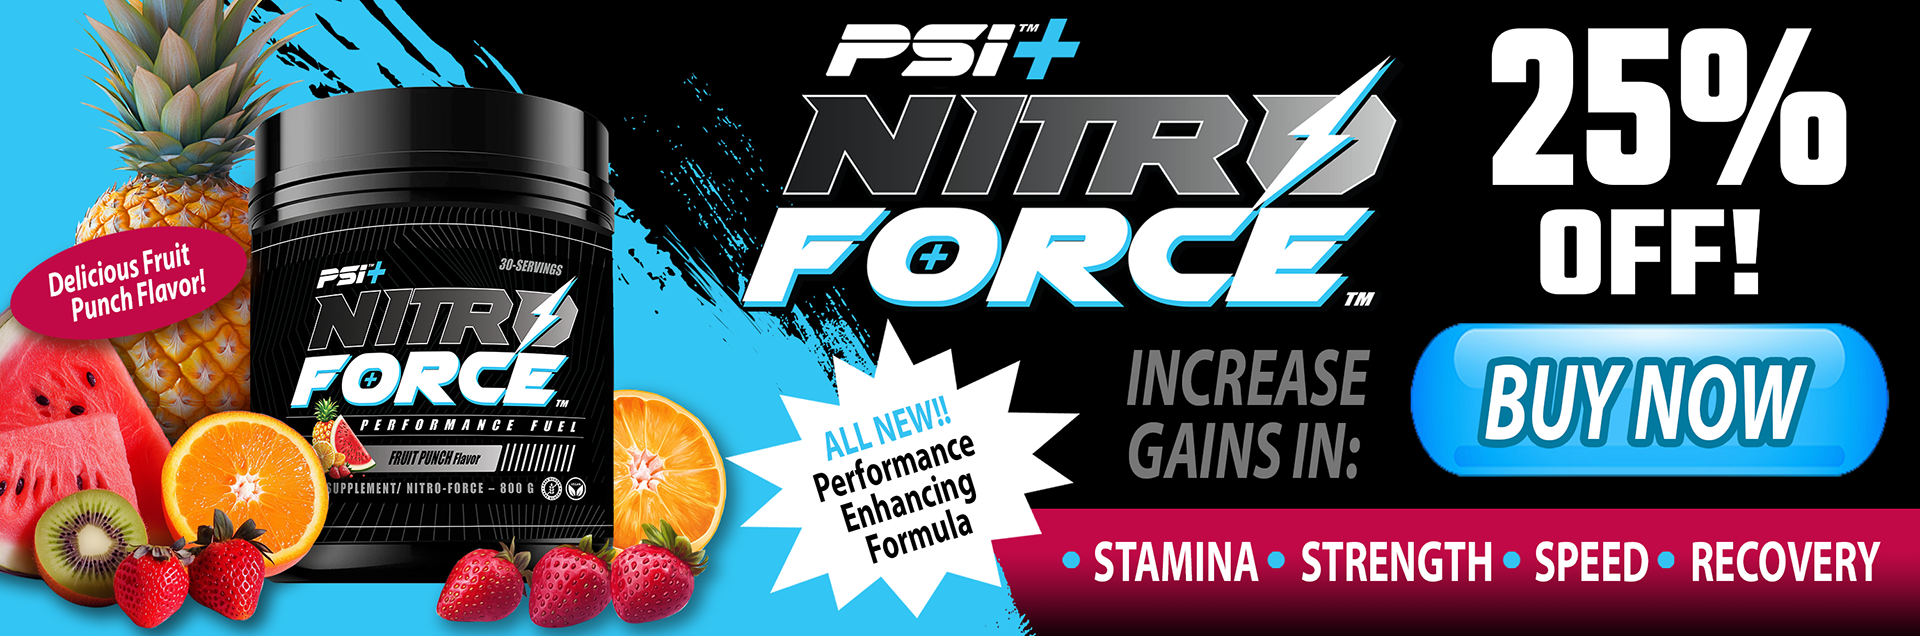 Delicious Fruit
Punch Flavor!
PSi+
30-SERVINGS
NITRO
FORCE™
PERFORMANCE FUEL
FRUIT PUNCH Flavor
SUPPLEMENT/ NITRO-FORCE – 800 G
PSi™+
NITRO
FORCE™
ALL NEW!!
Performance
Enhancing
Formula
INCREASE
GAINS IN:
25%
OFF!
BUY NOW
• STAMINA • STRENGTH • SPEED • RECOVERY